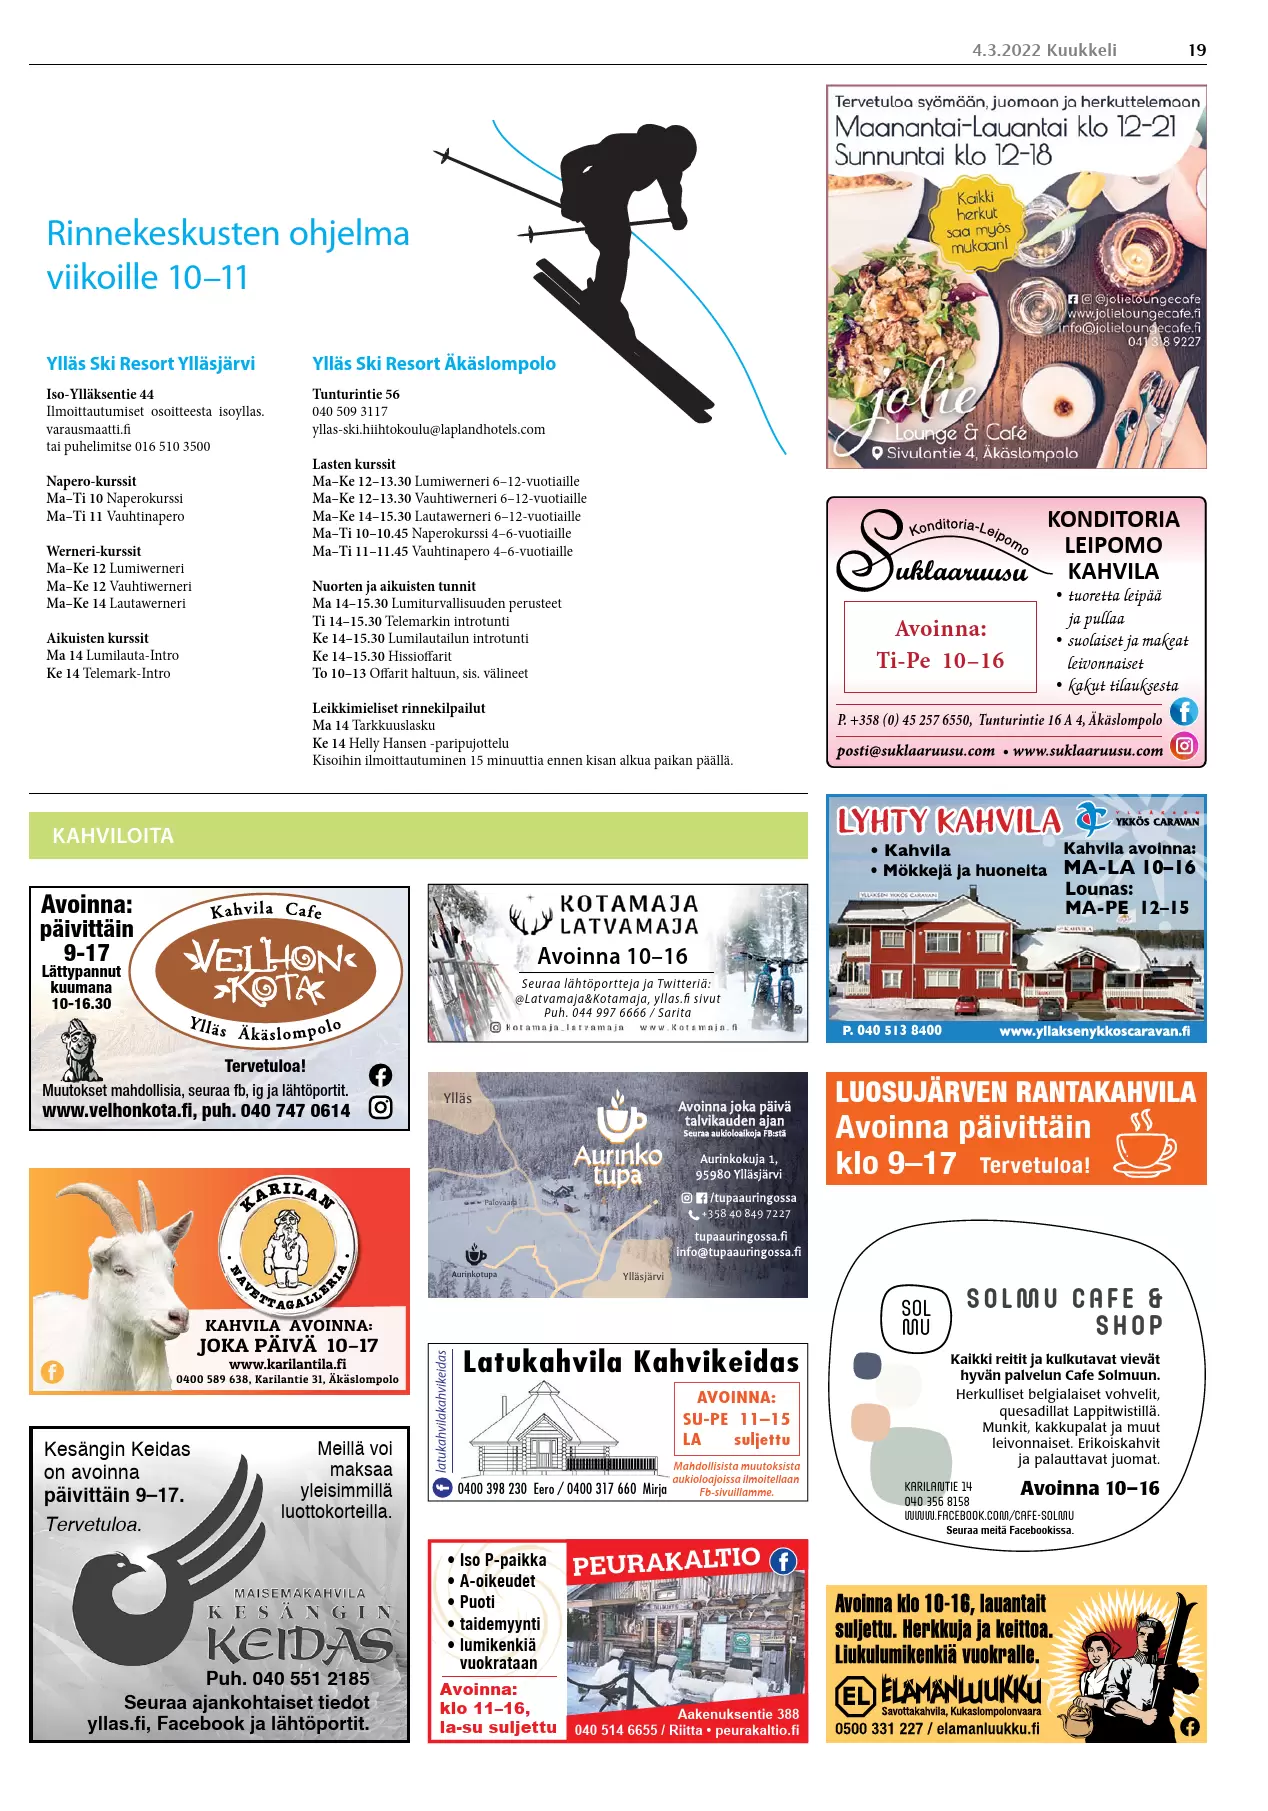 4.3.2022 Kuukkeli 19
Rinnekeskusten ohjelma
viikoille 10–11
Ylläs Ski Resort Ylläsjärvi
Iso-Ylläksentie 44
Ilmoittautumiset osoitteesta isoyllas.
varausmaatti.fi
tai puhelimitse 016 510 3500
Napero-kurssit
Ma–Ti 10 Naperokurssi
Ma–Ti 11 Vauhtinapero
Werneri-kurssit
Ma–Ke 12 Lumiwerneri
Ma–Ke 12 Vauhtiwerneri
Ma–Ke 14 Lautawerneri
Aikuisten kurssit
Ma 14 Lumilauta-Intro
Ke 14 Telemark-Intro
Ylläs Ski Resort Äkäslompolo
Tunturintie 56
040 509 3117
yllas-ski.hiihtokoulu@laplandhotels.com
Lasten kurssit
Ma–Ke 12–13.30 Lumiwerneri 6–12-vuotiaille
Ma–Ke 12–13.30 Vauhtiwerneri 6–12-vuotiaille
Ma–Ke 14–15.30 Lautawerneri 6–12-vuotiaille
Ma–Ti 10–10.45 Naperokurssi 4–6-vuotiaille
Ma–Ti 11–11.45 Vauhtinapero 4–6-vuotiaille
Nuorten ja aikuisten tunnit
Ma 14–15.30 Lumiturvallisuuden perusteet
Ti 14–15.30 Telemarkin introtunti
Ke 14–15.30 Lumilautailun introtunti
Ke 14–15.30 Hissioffarit
To 10–13 Offarit haltuun, sis. välineet
Leikkimieliset rinnekilpailut
Ma 14 Tarkkuuslasku
Ke 14 Helly Hansen -paripujottelu
Kisoihin ilmoittautuminen 15 minuuttia ennen kisan alkua paikan päällä.
Tervetuloa syömään, juomaan ja herkuttelemaan
Maanantai-Lauantai klo 12-21
Sunnuntai klo 12-18
Kaikki
herkut
saa myös
mukaan!
@jolieloungecafe
www.jolieloungecafe.fi
info@jolieloungecafe.fi
041 318 9227
jolie
Lounge & Café
Sivulantie 4, Äkäslompolo
Konditoria-Leipomo
Suklaaruusu
Avoinna:
Ti-Pe 10–16
KONDITORIA
LEIPOMO
KAHVILA
• tuoretta leipää
ja pullaa
• suolaiset ja makeat
leivonnaiset
• kakut tilauksesta
P. +358 (0) 45 257 6550, Tunturintie 16 A 4, Äkäslompolo
posti@suklaaruusu.com • www.suklaaruusu.com
LYHTY KAHVILA
YLLÄKSEN
YKKÖS CARAVAN
• Kahvila
• Mökkejä ja huoneita
Kahvila avoinna:
MA-LA 10–16
Lounas:
MA-PE 12–15
YLLÄKSEN YKKÖS CARAVAN
KAHVILA
P. 040 513 8400
www.yllaksenykkoscaravan.fi
KAHVILOITA
Avoinna:
päivittäin
9-17
Lättypannut
kuumana
10-16.30
Kahvila Cafe
VELHON
KOTA
Ylläs Äkäslompolo
Tervetuloa!
Muutokset mahdollisia, seuraa fb, ig ja lähtöportit.
www.velhonkota.fi, puh. 040 747 0614
KOTAMAJA
LATVAMAJA
Avoinna 10–16
Seuraa lähtöportteja ja Twitteriä:
@Latvamaja&Kotamaja, yllas.fi sivut
Puh. 044 997 6666 / Sarita
Kotamaja_latvamaja www.Kotamaja.fi
Ylläs
Aurinko
tupa
Palovaara
Aurinkotupa
Ylläsjärvi
Avoinna joka päivä
talvikauden ajan
Seuraa aukioloaikoja FB:stä
Aurinkokuja 1,
95980 Ylläsjärvi
/tupaauringossa
+358 40 849 7227
tupaauringossa.fi
info@tupaauringossa.fi
LUOSUJÄRVEN RANTAKAHVILA
Avoinna päivittäin
klo 9–17 Tervetuloa!
KARILAN
• NAVETTAGALLERIA •
KAHVILA AVOINNA:
JOKA PÄIVÄ 10–17
www.karilantila.fi
0400 589 638, Karilantie 31, Äkäslompolo
Latukahvila Kahvikeidas
latukahvilakahvikeidas
AVOINNA:
SU-PE 11–15
LA suljettu
Mahdollisista muutoksista
aukioloajoissa ilmoitellaan
Fb-sivuillamme.
0400 398 230 Eero / 0400 317 660 Mirja
SOL
MU
SOLMU CAFE &
SHOP
Kaikki reitit ja kulkutavat vievät
hyvän palvelun Cafe Solmuun.
Herkulliset belgialaiset vohvelit,
quesadillat Lappitwistillä.
Munkit, kakkupalat ja muut
leivonnaiset. Erikoiskahvit
ja palauttavat juomat.
KARILANTIE 14
040 356 8158
Avoinna 10–16
WWW.FACEBOOK.COM/CAFE-SOLMU
Seuraa meitä Facebookissa.
Kesängin Keidas
on avoinna
päivittäin 9–17.
Tervetuloa.
Meillä voi
maksaa
yleisimmillä
luottokorteilla.
MAISEMAKAHVILA
KESÄNGIN
KEIDAS
Puh. 040 551 2185
Seuraa ajankohtaiset tiedot
yllas.fi, Facebook ja lähtöportit.
• Iso P-paikka
• A-oikeudet
• Puoti
• taidemyynti
• lumikenkiä
vuokrataan
Avoinna:
klo 11–16,
la-su suljettu
PEURAKALTIO
Aakenuksentie 388
040 514 6655 / Riitta • peurakaltio.fi
Avoinna klo 10-16, lauantait
suljettu. Herkkuja ja keittoa.
Liukulumikenkiä vuokralle.
EL
ELÄMÄNLUUKKU
Savottakahvila, Kukaslompolonvaara
0500 331 227 / elamanluukku.fi